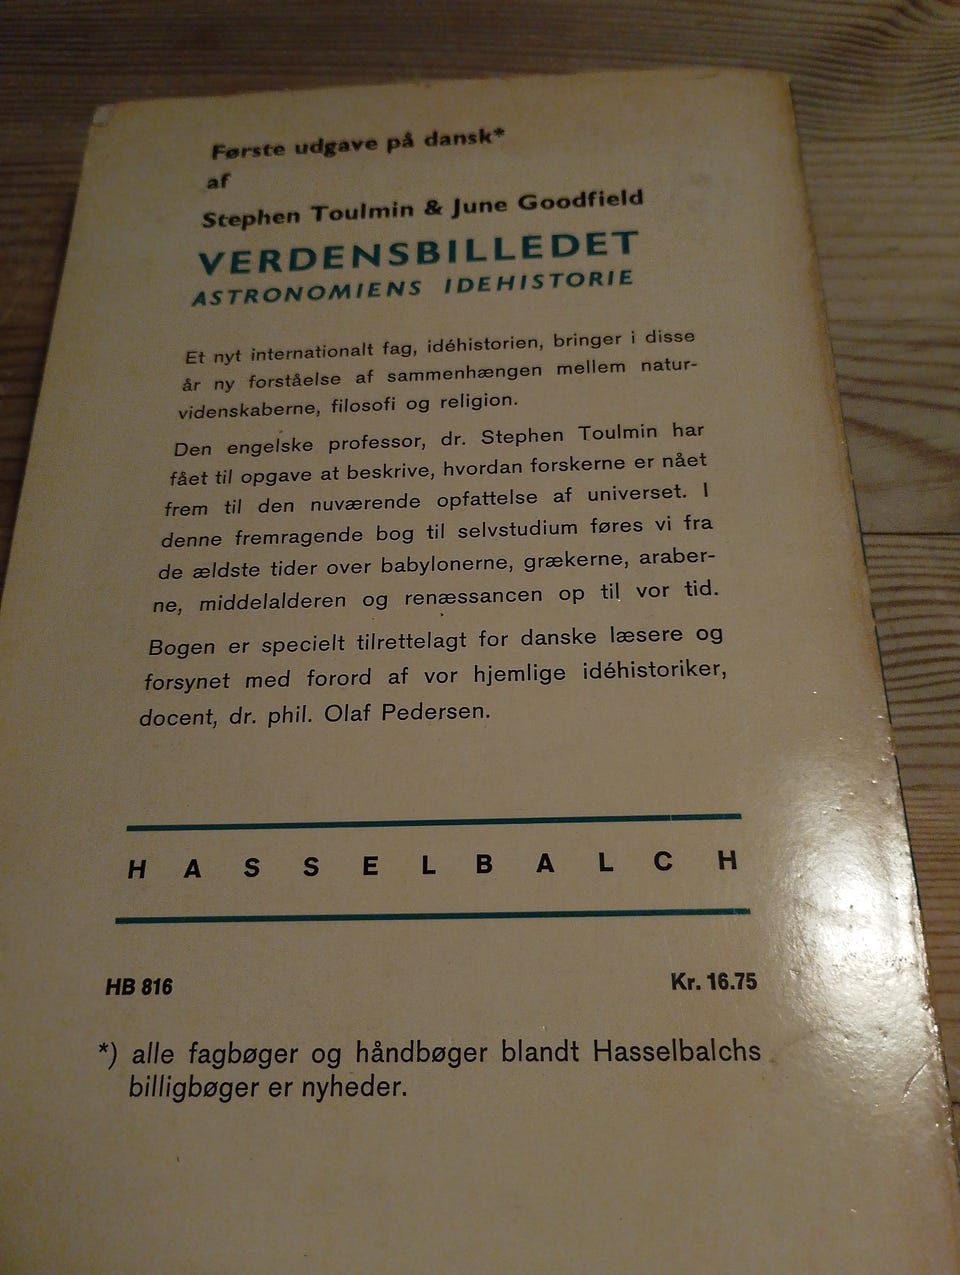 Første udgave på dansk*
af
Stephen Toulmin & June Goodfield
VERDENSBILLEDET
ASTRONOMIENS IDEHISTORIE
Et nyt internationalt fag, idéhistorien, bringer i disse
år ny forståelse af sammenhængen mellem natur-
videnskaberne, filosofi og religion.
Den engelske professor, dr. Stephen Toulmin har
fået til opgave at beskrive, hvordan forskerne er nået
frem til den nuværende opfattelse af universet. I
denne fremragende bog til selvstudium føres vi fra
de ældste tider over babylonerne, grækerne, araber-
ne, middelalderen og renæssancen op til vor tid.
Bogen er specielt tilrettelagt for danske læsere og
forsynet med forord af vor hjemlige idéhistoriker,
docent, dr. phil. Olaf Pedersen.
HASSELBALCH
HB 816 Kr. 16.75
*) alle fagbøger og håndbøger blandt Hasselbalchs
billigbøger er nyheder.